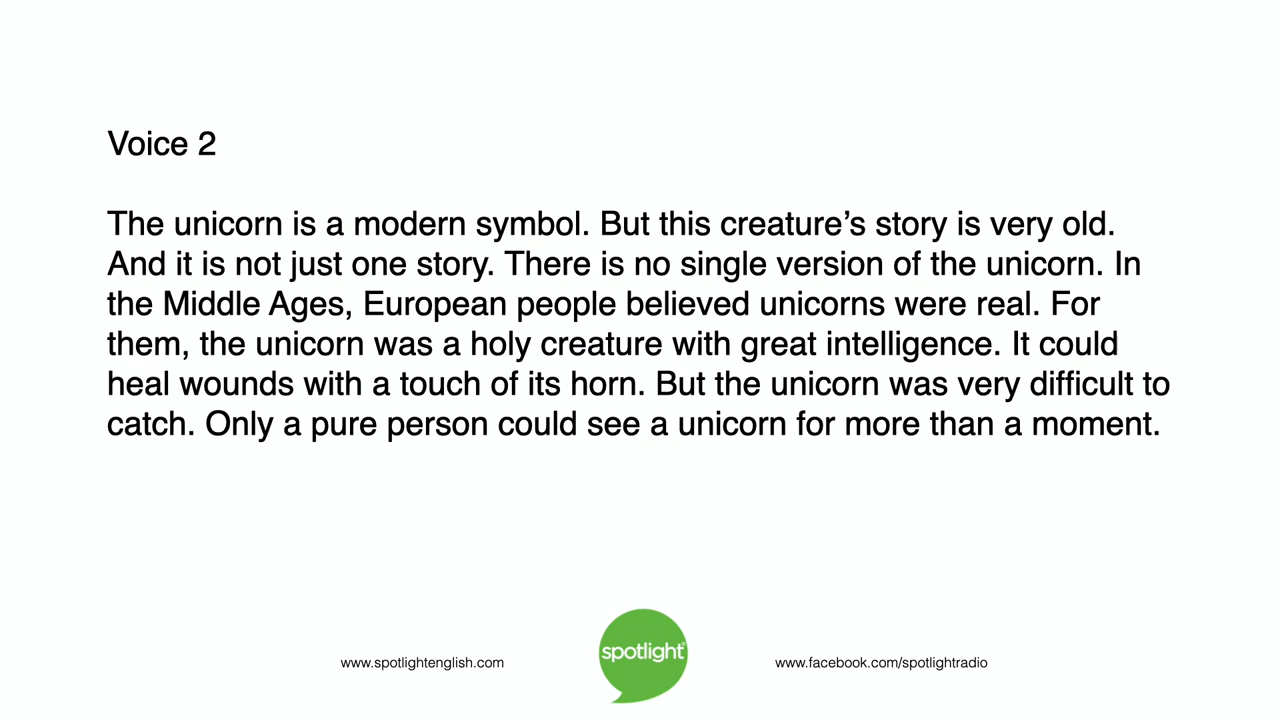 Voice 2
The unicorn is a modern symbol. But this creature’s story is very old.
And it is not just one story. There is no single version of the unicorn. In
the Middle Ages, European people believed unicorns were real. For
them, the unicorn was a holy creature with great intelligence. It could
heal wounds with a touch of its horn. But the unicorn was very difficult to
catch. Only a pure person could see a unicorn for more than a moment.
www.spotlightenglish.com
spotlight®
www.facebook.com/spotlightradio